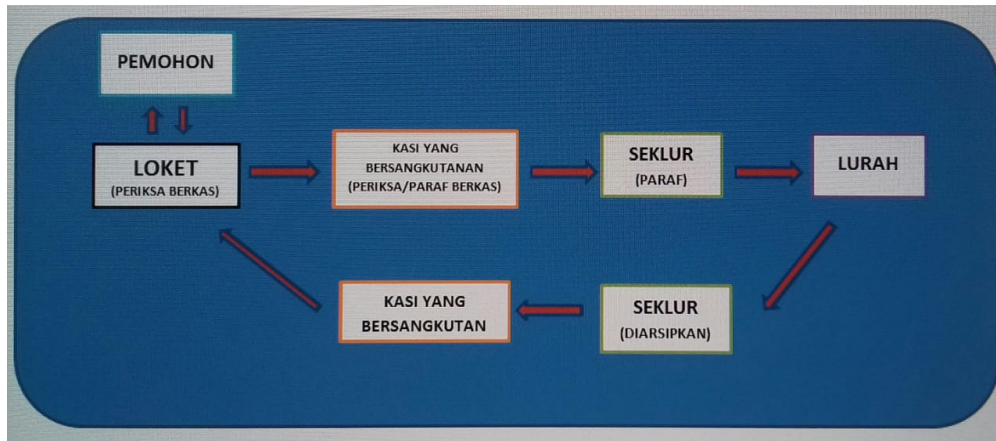 PEMOHON
LOKET
(PERIKSA BERKAS)
KASI YANG
BERSANGKUTANAN
(PERIKSA/PARAF BERKAS)
SEKLUR
(PARAF)
LURAH
KASI YANG
BERSANGKUTAN
SEKLUR
(DIARSIPKAN)